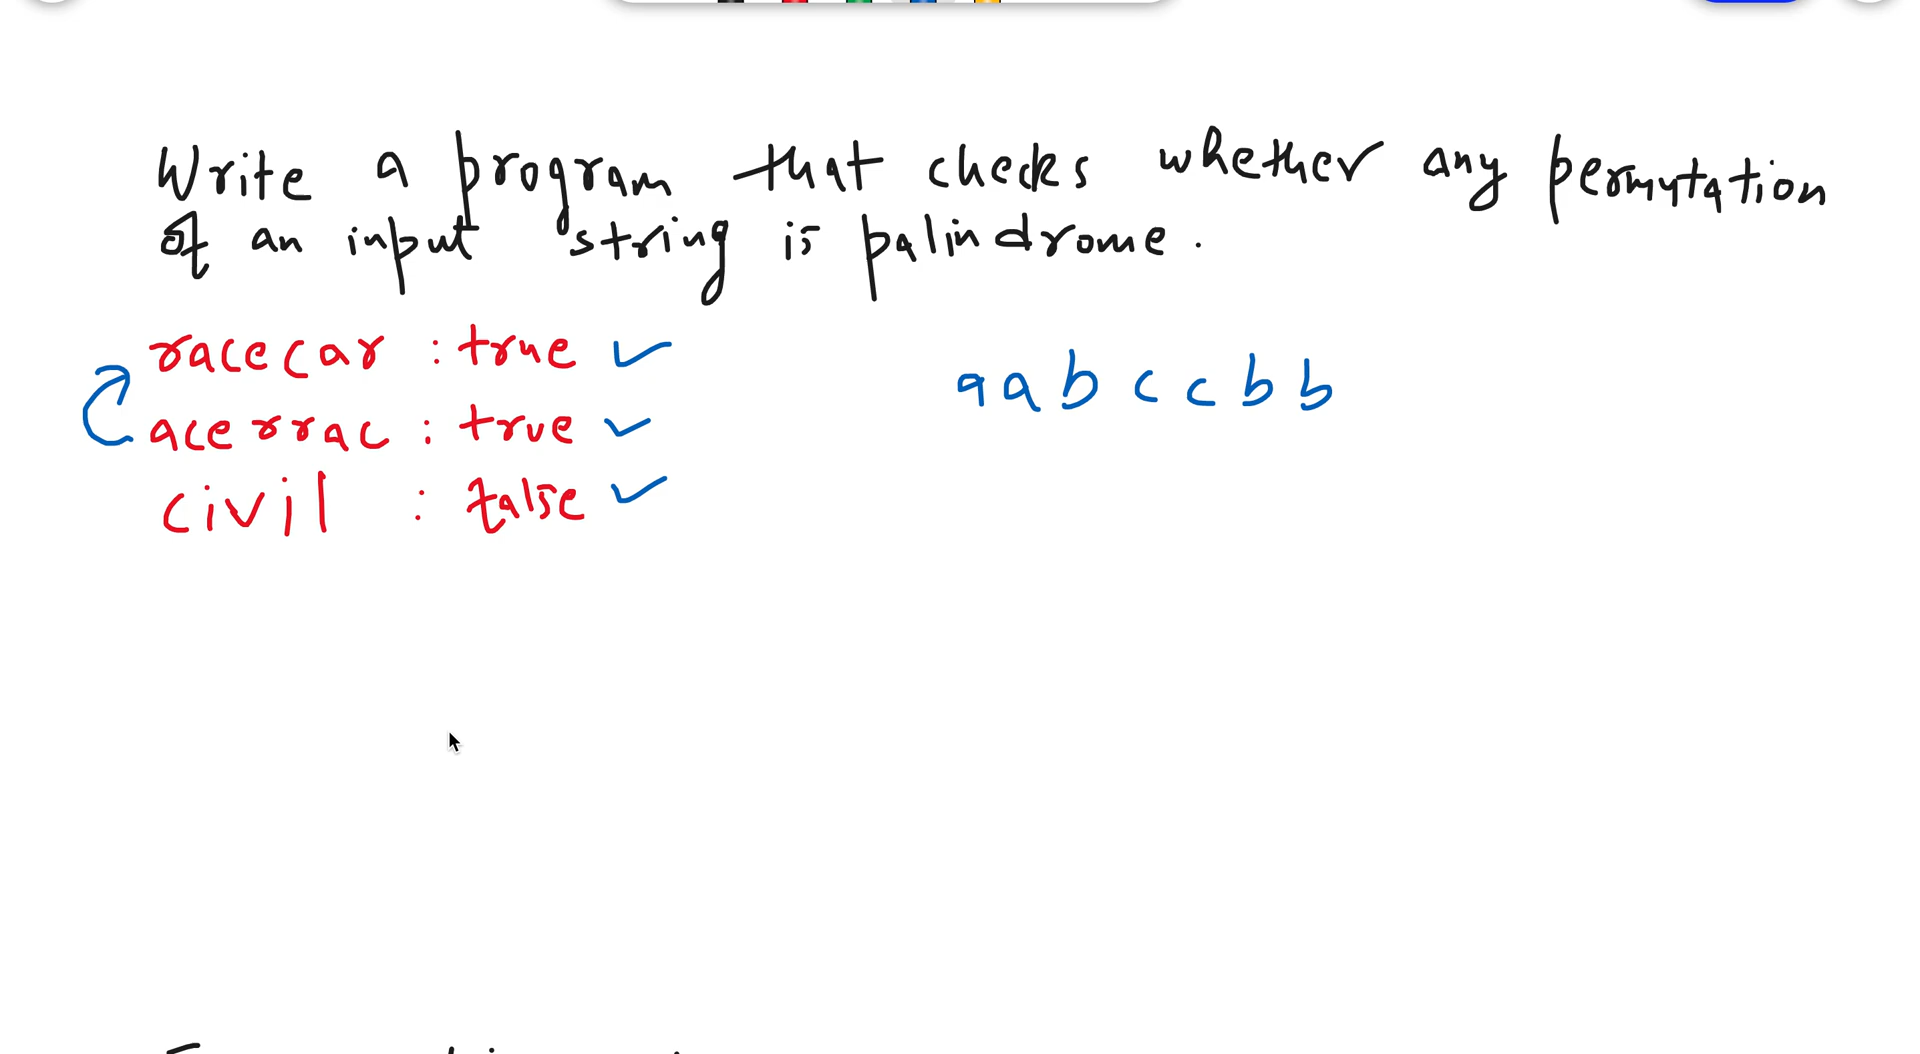 Write a program that checks whether any permutation
of an input string is palindrome.
racecar : true
acerrac : true
civil : false
aabccbb